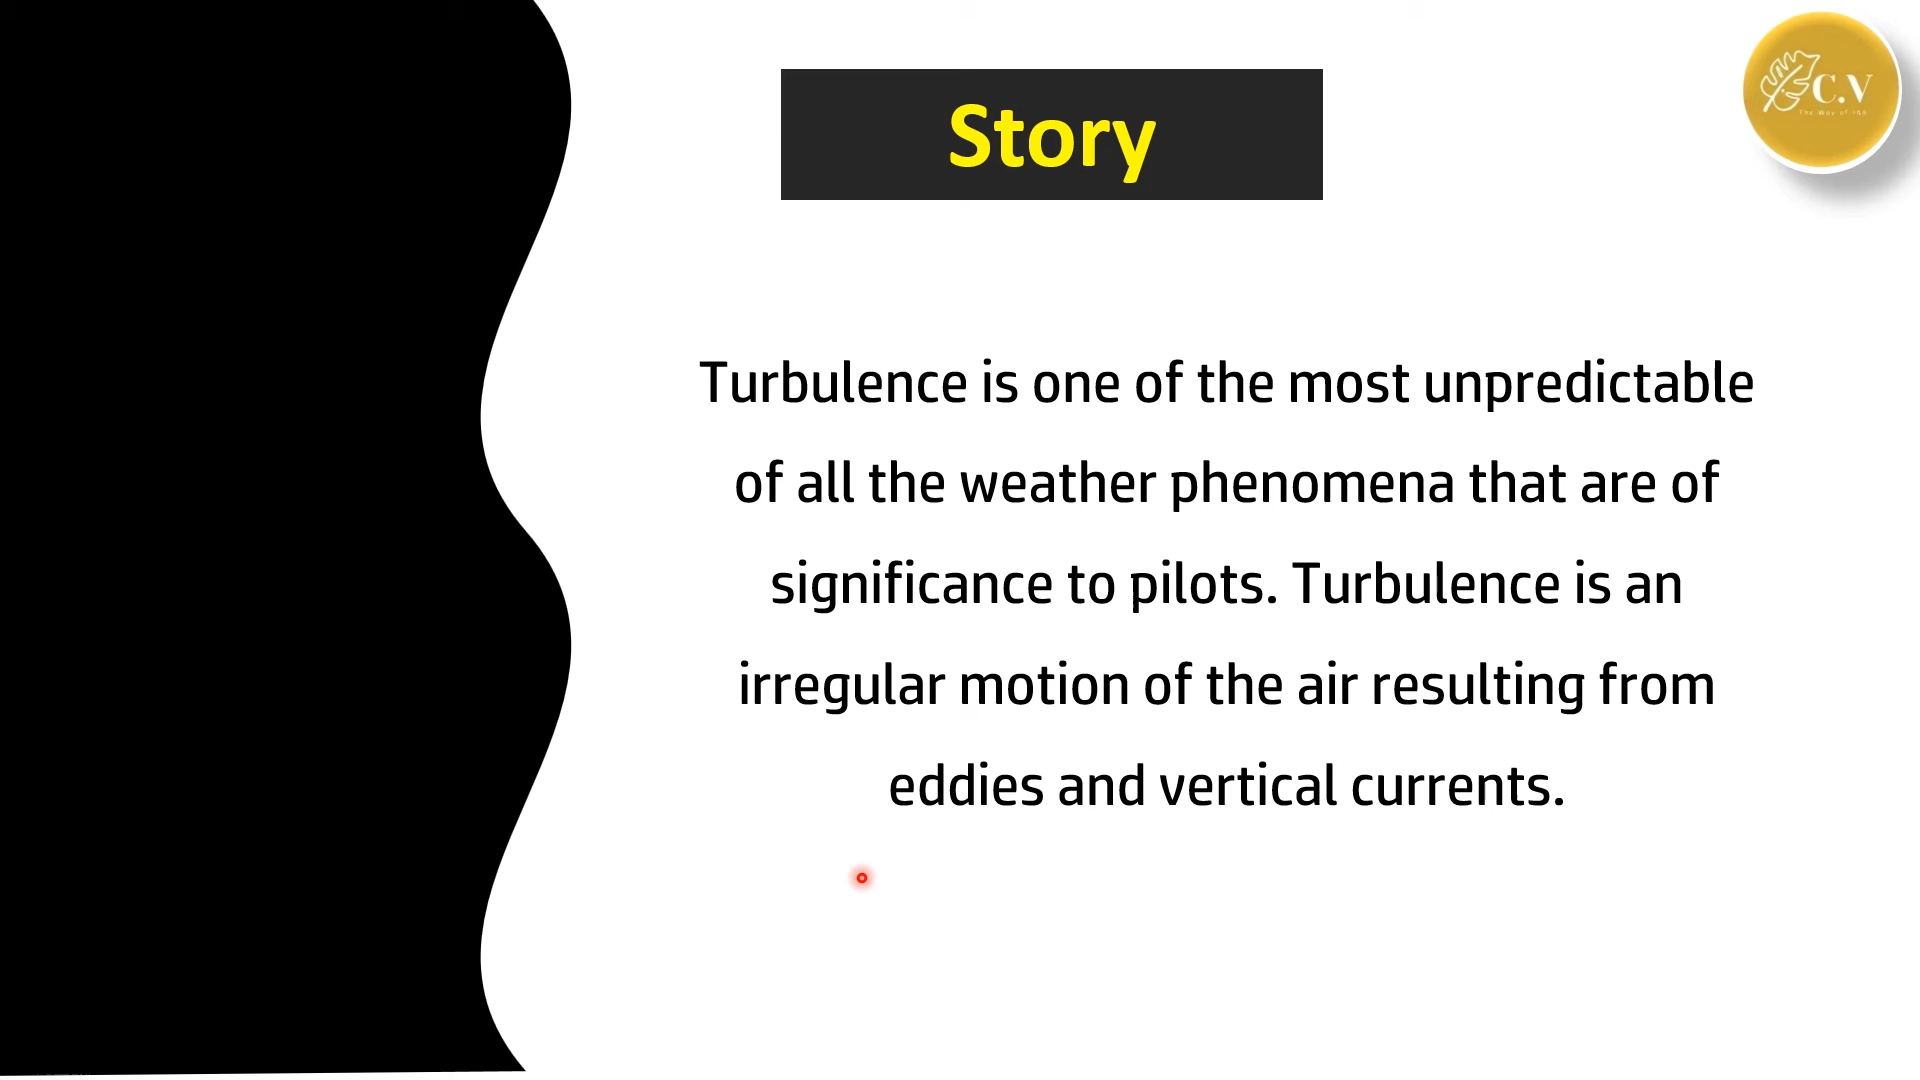 Story
C.V
Turbulence is one of the most unpredictable
of all the weather phenomena that are of
significance to pilots. Turbulence is an
irregular motion of the air resulting from
eddies and vertical currents.